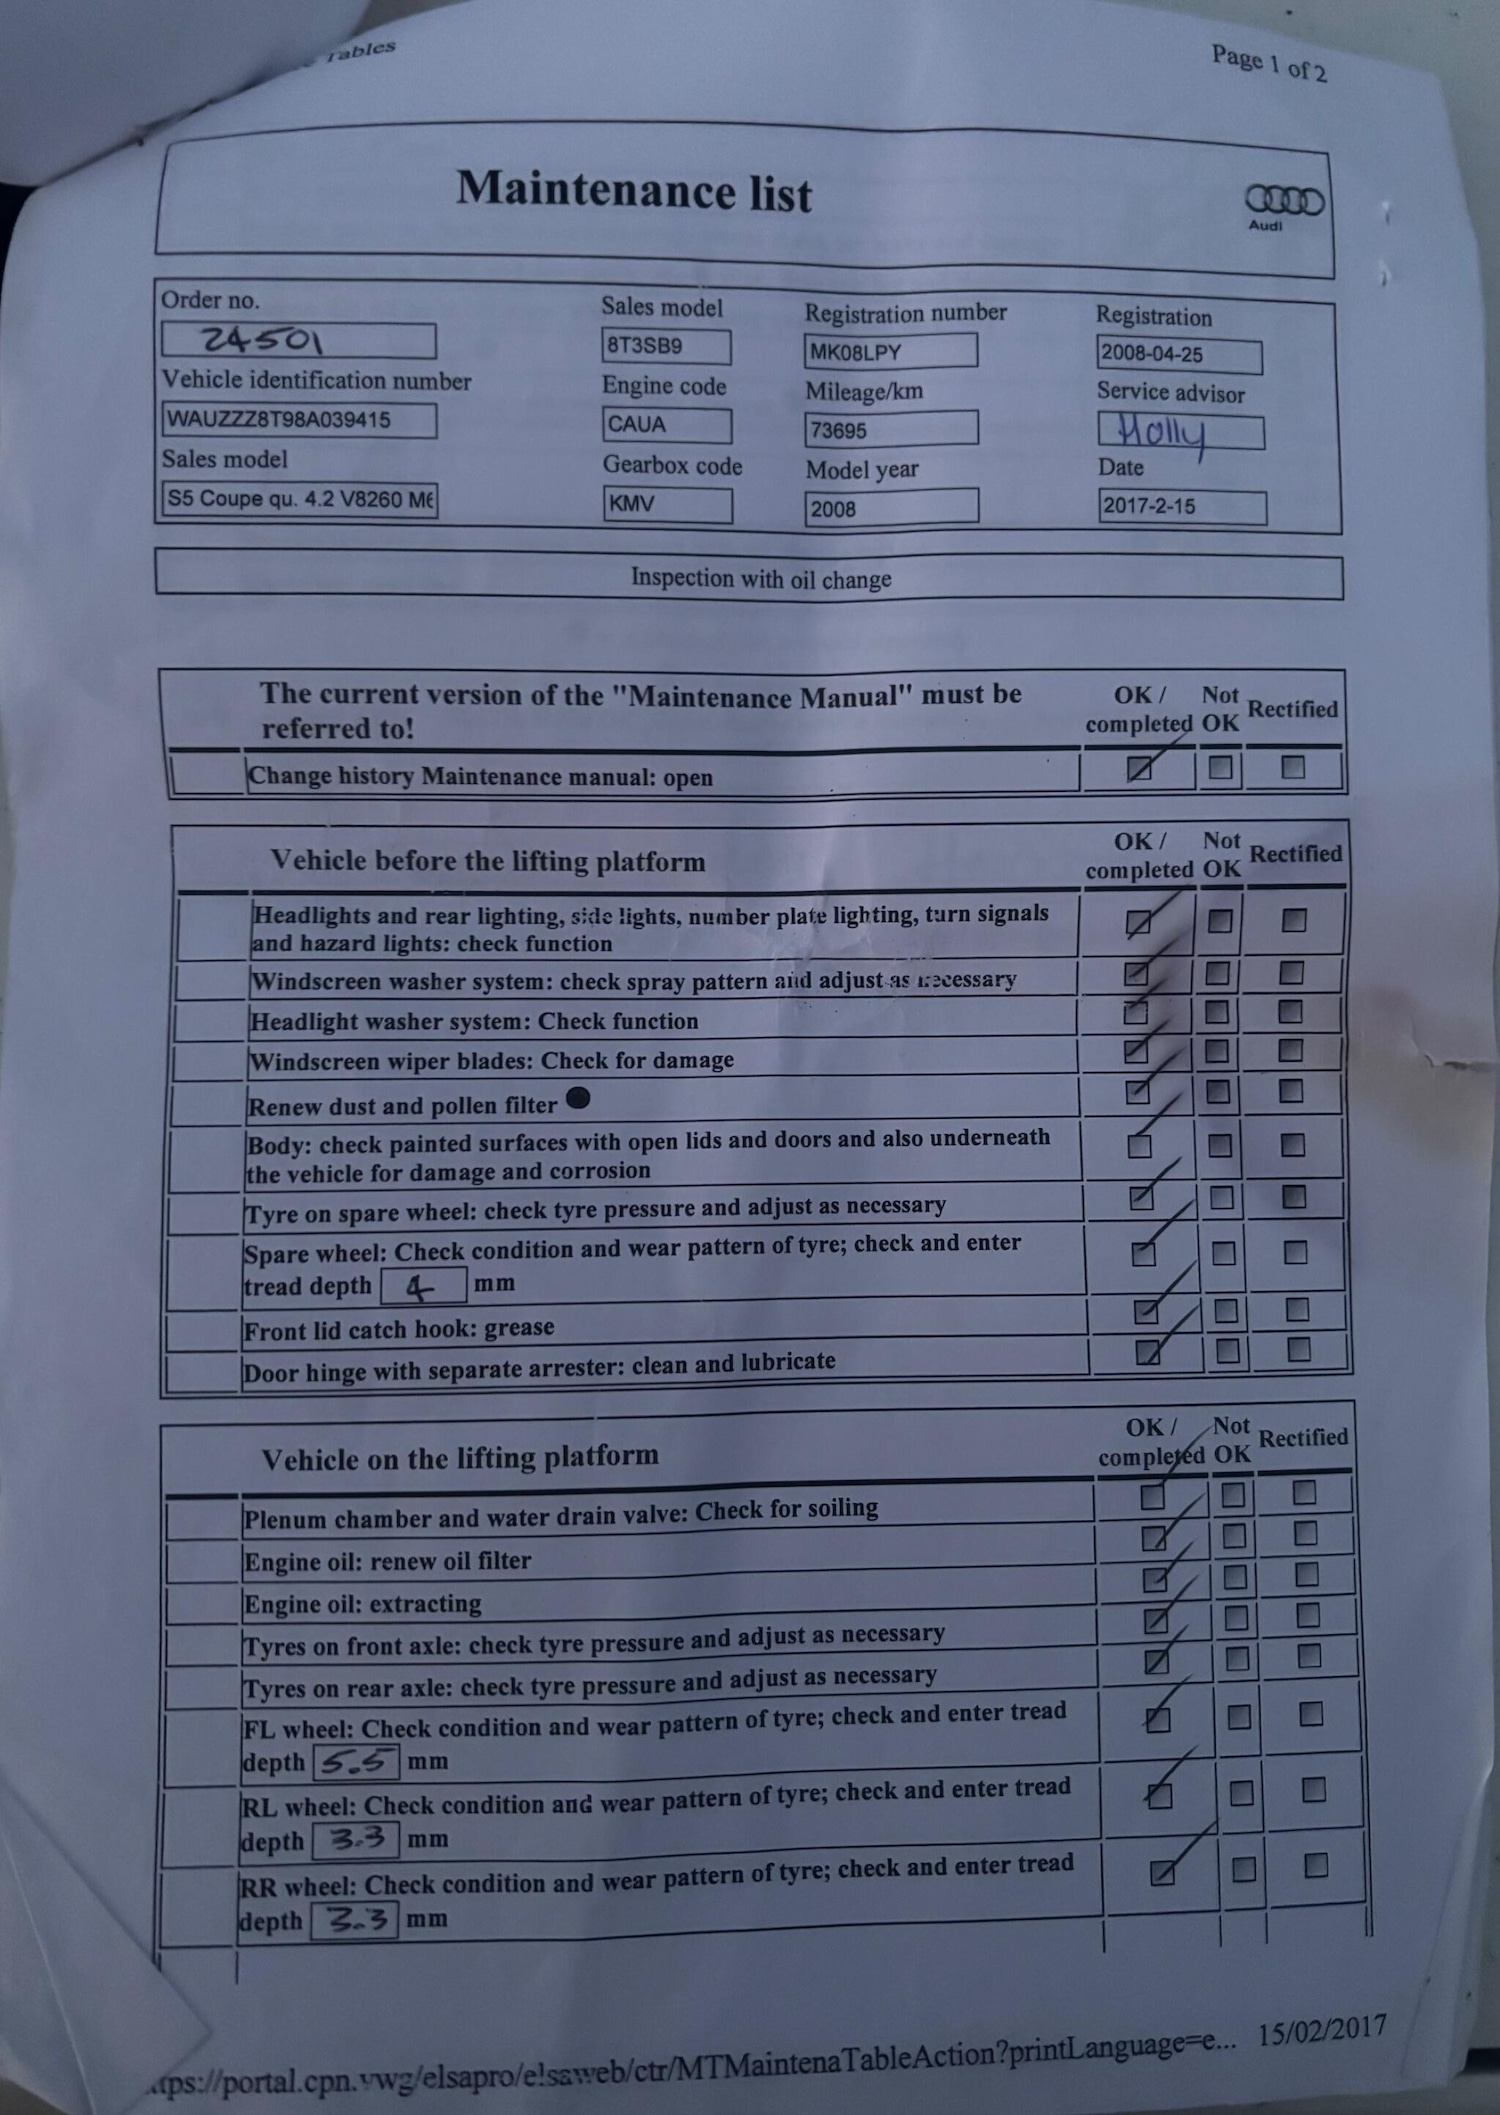 Tables
Page 1 of 2
Maintenance list
Audi
Order no.
24501
Sales model
8T3SB9
Registration number
MK08LPY
Registration
2008-04-25
Vehicle identification number
WAUZZZ8T98A039415
Engine code
CAUA
Mileage/km
73695
Service advisor
Holly
Sales model
S5 Coupe qu. 4.2 V8260 M6
Gearbox code
KMV
Model year
2008
Date
2017-2-15
Inspection with oil change
The current version of the "Maintenance Manual" must be
referred to!
OK /
completed
Not
OK
Rectified
Change history Maintenance manual: open
Vehicle before the lifting platform
OK /
completed
Not
OK
Rectified
Headlights and rear lighting, side lights, number plate lighting, turn signals
and hazard lights: check function
Windscreen washer system: check spray pattern and adjust as necessary
Headlight washer system: Check function
Windscreen wiper blades: Check for damage
Renew dust and pollen filter
Body: check painted surfaces with open lids and doors and also underneath
the vehicle for damage and corrosion
Tyre on spare wheel: check tyre pressure and adjust as necessary
Spare wheel: Check condition and wear pattern of tyre; check and enter
tread depth 4 mm
Front lid catch hook: grease
Door hinge with separate arrester: clean and lubricate
Vehicle on the lifting platform
OK /
completed
Not
OK
Rectified
Plenum chamber and water drain valve: Check for soiling
Engine oil: renew oil filter
Engine oil: extracting
Tyres on front axle: check tyre pressure and adjust as necessary
Tyres on rear axle: check tyre pressure and adjust as necessary
FL wheel: Check condition and wear pattern of tyre; check and enter tread
depth 5.5 mm
RL wheel: Check condition and wear pattern of tyre; check and enter tread
depth 3.3 mm
RR wheel: Check condition and wear pattern of tyre; check and enter tread
depth 3.3 mm
tps://portal.cpn.vwg/elsapro/elsaweb/ctr/MTMaintenaTableAction?printLanguage=e... 15/02/2017